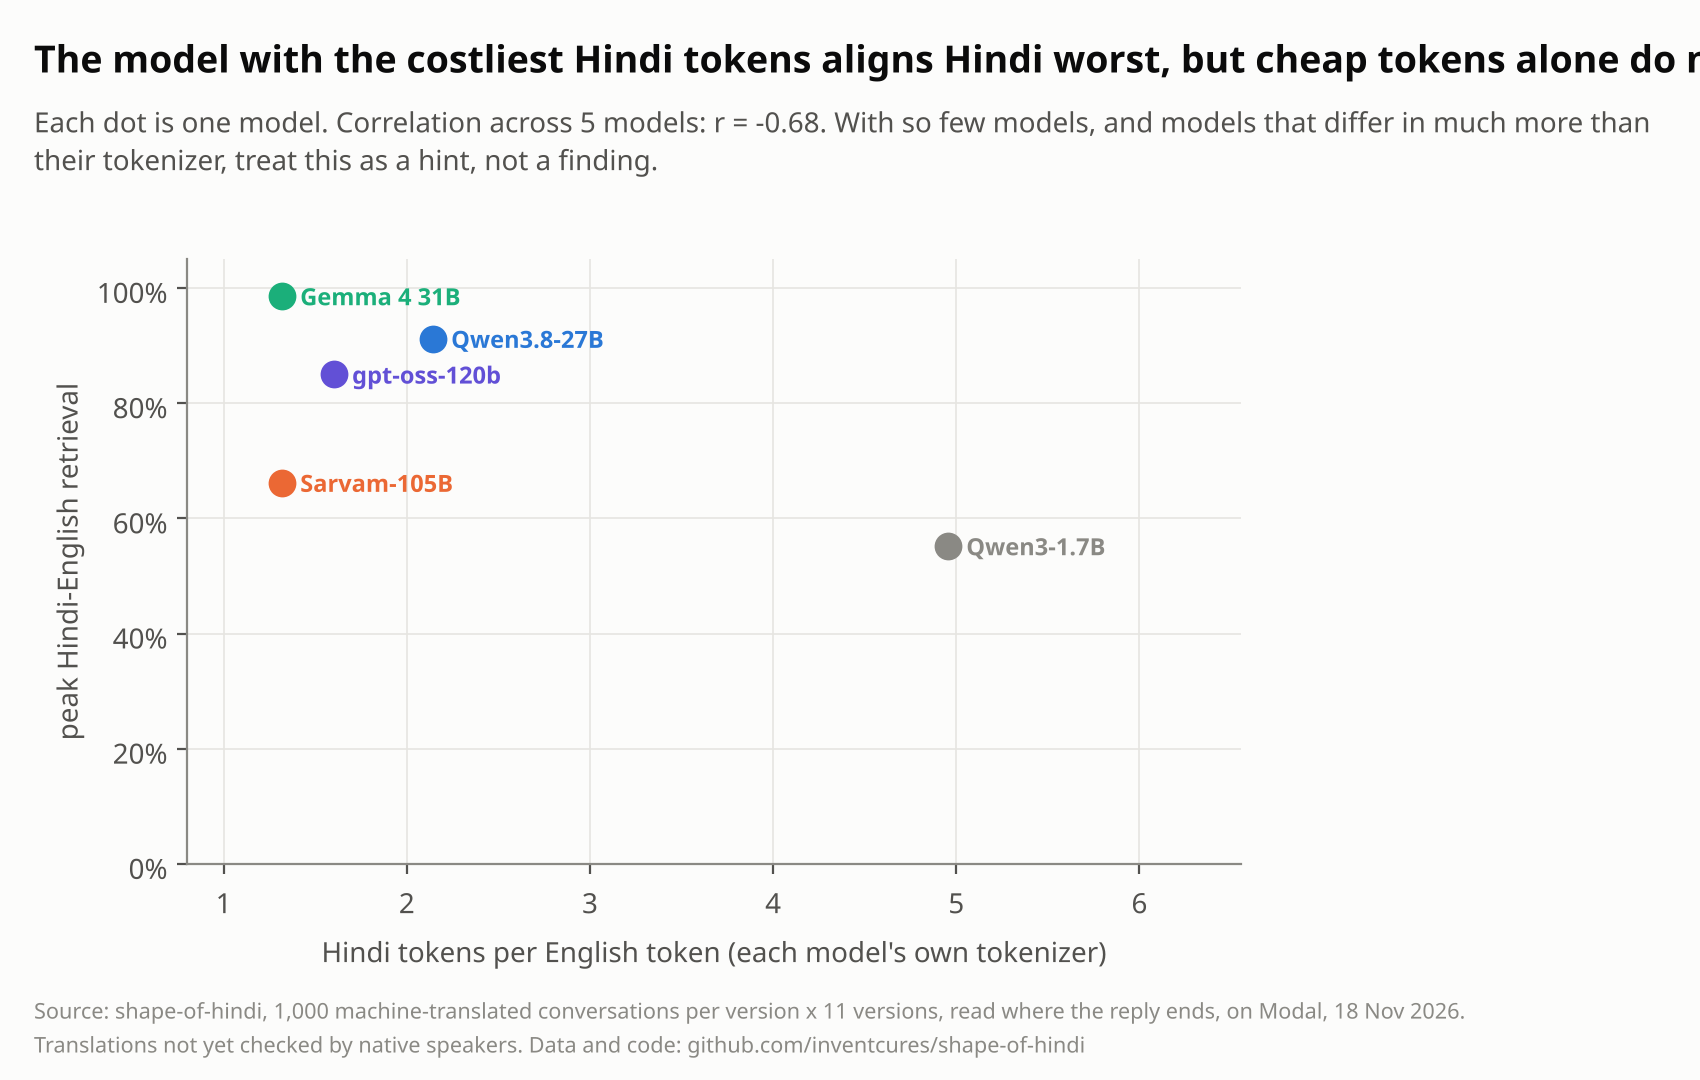 The model with the costliest Hindi tokens aligns Hindi worst, but cheap tokens alone do
Each dot is one model. Correlation across 5 models: r = -0.68. With so few models, and models that differ in much more than
their tokenizer, treat this as a hint, not a finding.
100%
80%
60%
40%
20%
0%
peak Hindi-English retrieval
Gemma 4 31B
Qwen3.8-27B
gpt-oss-120b
Sarvam-105B
Qwen3-1.7B
1 2 3 4 5 6
Hindi tokens per English token (each model's own tokenizer)
Source: shape-of-hindi, 1,000 machine-translated conversations per version x 11 versions, read where the reply ends, on Modal, 18 Nov 2026.
Translations not yet checked by native speakers. Data and code: github.com/inventcures/shape-of-hindi